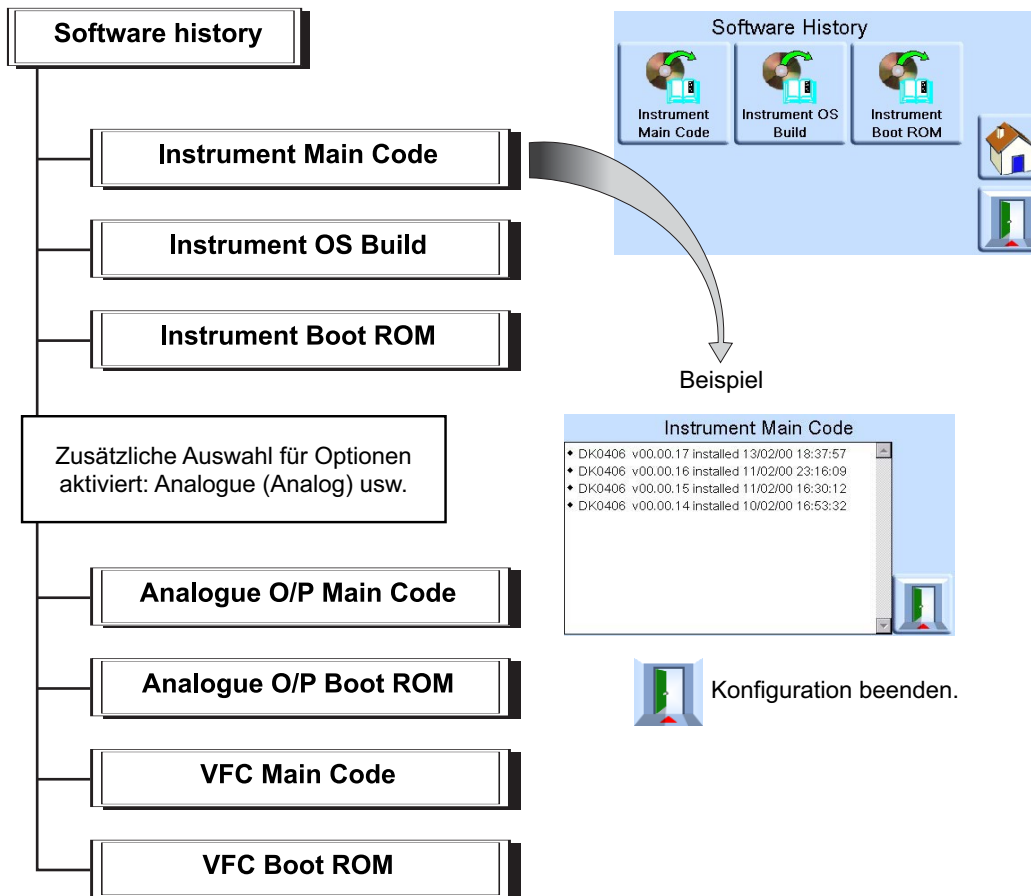 Software history
Instrument Main Code
Instrument OS Build
Instrument Boot ROM
Zusätzliche Auswahl für Optionen
aktiviert: Analogue (Analog) usw.
Analogue O/P Main Code
Analogue O/P Boot ROM
VFC Main Code
VFC Boot ROM
Software History
Instrument
Main Code
Instrument OS
Build
Instrument
Boot ROM
Beispiel
Instrument Main Code
◆ DK0406 v00.00.17 installed 13/02/00 18:37:57
◆ DK0406 v00.00.16 installed 11/02/00 23:16:09
◆ DK0406 v00.00.15 installed 11/02/00 16:30:12
◆ DK0406 v00.00.14 installed 10/02/00 16:53:32
Konfiguration beenden.